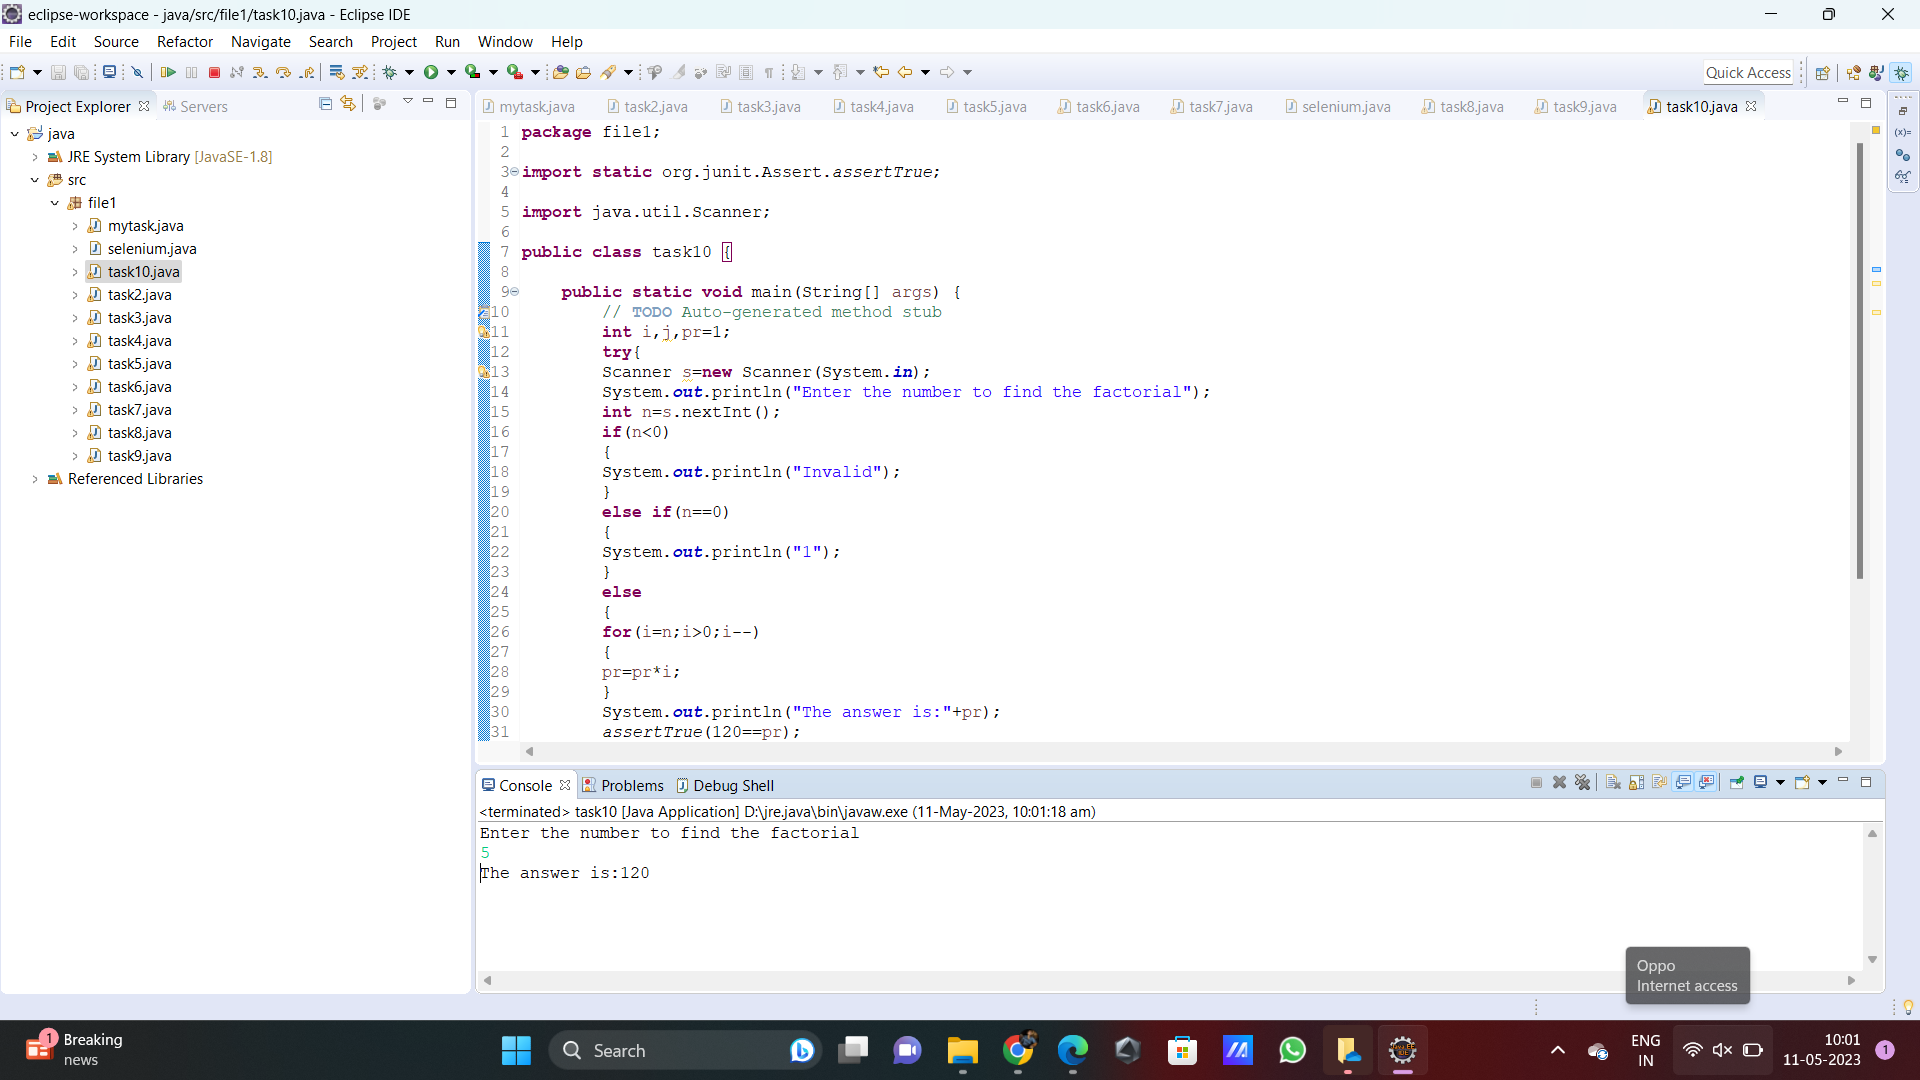 eclipse-workspace - java/src/file1/task10.java - Eclipse IDE
File Edit Source Refactor Navigate Search Project Run Window Help
Quick Access
Project Explorer Servers
java
JRE System Library [JavaSE-1.8]
src
file1
mytask.java
selenium.java
task10.java
task2.java
task3.java
task4.java
task5.java
task6.java
task7.java
task8.java
task9.java
Referenced Libraries
mytask.java task2.java task3.java task4.java task5.java task6.java task7.java selenium.java task8.java task9.java task10.java
1 package file1;
2
3 import static org.junit.Assert.assertTrue;
4
5 import java.util.Scanner;
6
7 public class task10 {
8
9 public static void main(String[] args) {
10 // TODO Auto-generated method stub
11 int i,j,pr=1;
12 try{
13 Scanner s=new Scanner(System.in);
14 System.out.println("Enter the number to find the factorial");
15 int n=s.nextInt();
16 if(n<0)
17 {
18 System.out.println("Invalid");
19 }
20 else if(n==0)
21 {
22 System.out.println("1");
23 }
24 else
25 {
26 for(i=n;i>0;i--)
27 {
28 pr=pr*i;
29 }
30 System.out.println("The answer is:"+pr);
31 assertTrue(120==pr);
Console Problems Debug Shell
<terminated> task10 [Java Application] D:\jre.java\bin\javaw.exe (11-May-2023, 10:01:18 am)
Enter the number to find the factorial
5
The answer is:120
Oppo
Internet access
1
Breaking
news
Search
ENG
IN
10:01
11-05-2023
1